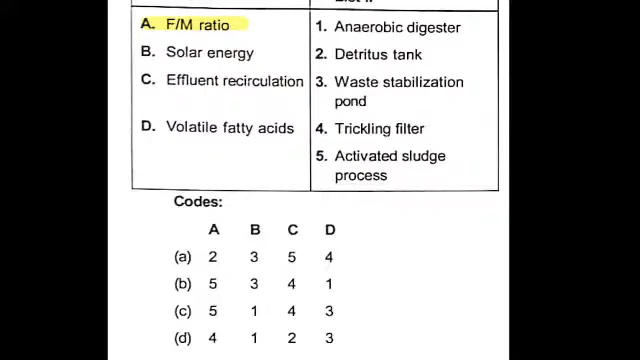 A. F/M ratio 1. Anaerobic digester
B. Solar energy 2. Detritus tank
C. Effluent recirculation 3. Waste stabilization
pond
D. Volatile fatty acids 4. Trickling filter
5. Activated sludge
process
Codes:
A B C D
(a) 2 3 5 4
(b) 5 3 4 1
(c) 5 1 4 3
(d) 4 1 2 3